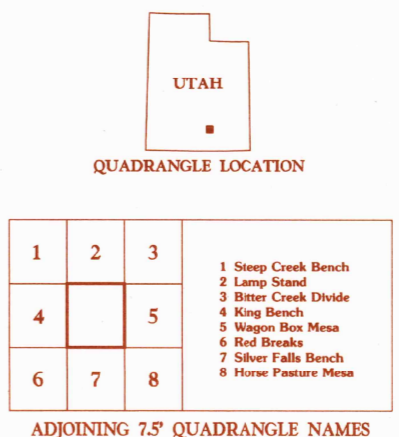 UTAH
QUADRANGLE LOCATION
1 2 3
4 5
6 7 8
1 Steep Creek Bench
2 Lamp Stand
3 Bitter Creek Divide
4 King Bench
5 Wagon Box Mesa
6 Red Breaks
7 Silver Falls Bench
8 Horse Pasture Mesa
ADJOINING 7.5' QUADRANGLE NAMES